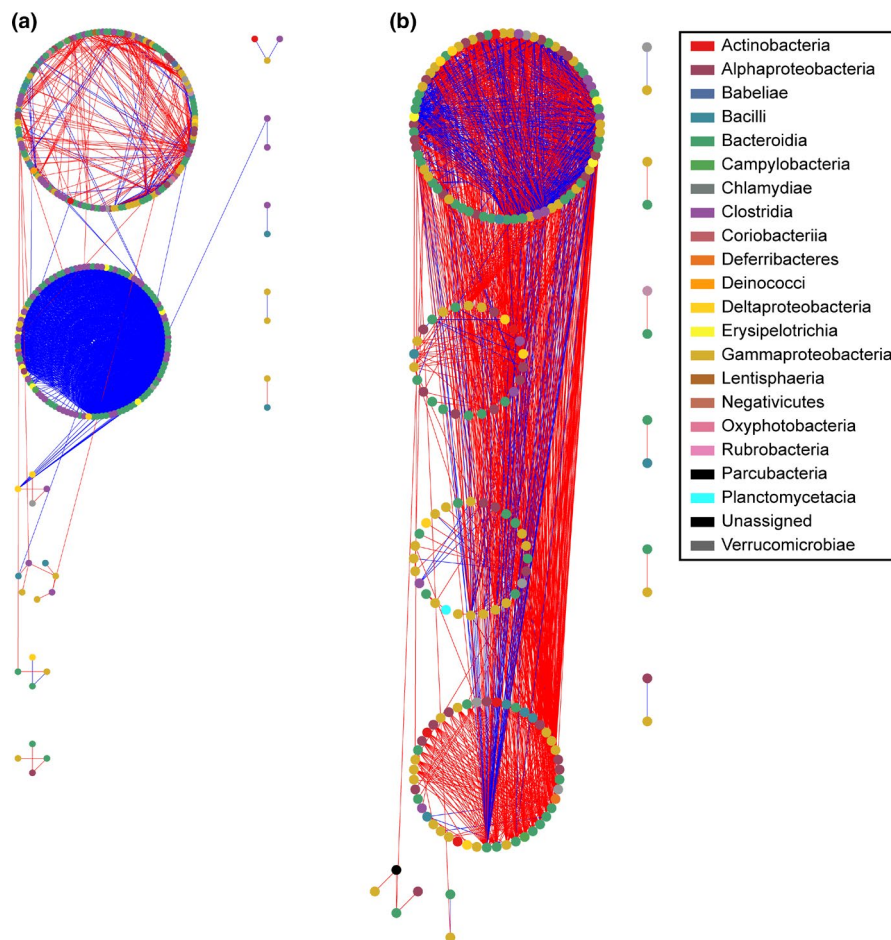 (a)
(b)
Actinobacteria
Alphaproteobacteria
Babeliae
Bacilli
Bacteroidia
Campylobacteria
Chlamydiae
Clostridia
Coriobacteriia
Deferribacteres
Deinococci
Deltaproteobacteria
Erysipelotrichia
Gammaproteobacteria
Lentisphaeria
Negativicutes
Oxyphotobacteria
Rubrobacteria
Parcubacteria
Planctomycetacia
Unassigned
Verrucomicrobiae